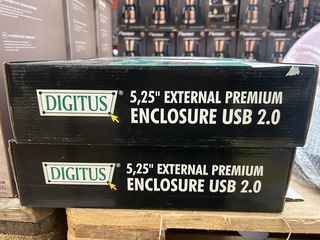 DIGITUS®
5,25" EXTERNAL PREMIUM
ENCLOSURE USB 2.0
DIGITUS®
5,25" EXTERNAL PREMIUM
ENCLOSURE USB 2.0